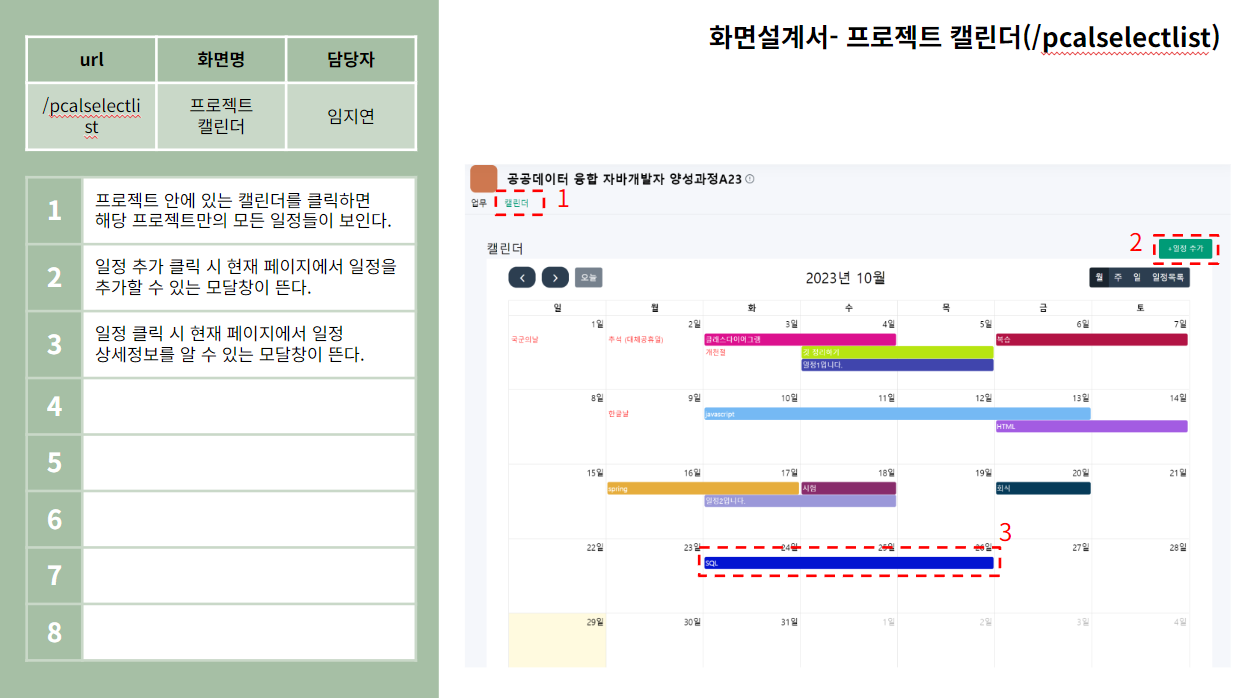 화면설계서- 프로젝트 캘린더(/pcalselectlist)
url 화면명 담당자
/pcalselectli
st
프로젝트
캘린더
임지연
1 프로젝트 안에 있는 캘린더를 클릭하면
해당 프로젝트만의 모든 일정들이 보인다.
2 일정 추가 클릭 시 현재 페이지에서 일정을
추가할 수 있는 모달창이 뜬다.
3 일정 클릭 시 현재 페이지에서 일정
상세정보를 알 수 있는 모달창이 뜬다.
4
5
6
7
8
공공데이터 융합 자바개발자 양성과정A23
업무 캘린더 1
캘린더
2 +일정 추가
오늘 2023년 10월 월 주 일 일정목록
일 월 화 수 목 금 토
1일 2일 3일 4일 5일 6일 7일
국군의날 추석 (대체공휴일) 클래스다이어그램 복습
개천절 깃 정리하기
일정1입니다.
8일 9일 10일 11일 12일 13일 14일
한글날 javascript
HTML
15일 16일 17일 18일 19일 20일 21일
spring 시험 회식
일정2입니다.
3
22일 23일 24일 25일 26일 27일 28일
SQL
29일 30일 31일 1일 2일 3일 4일